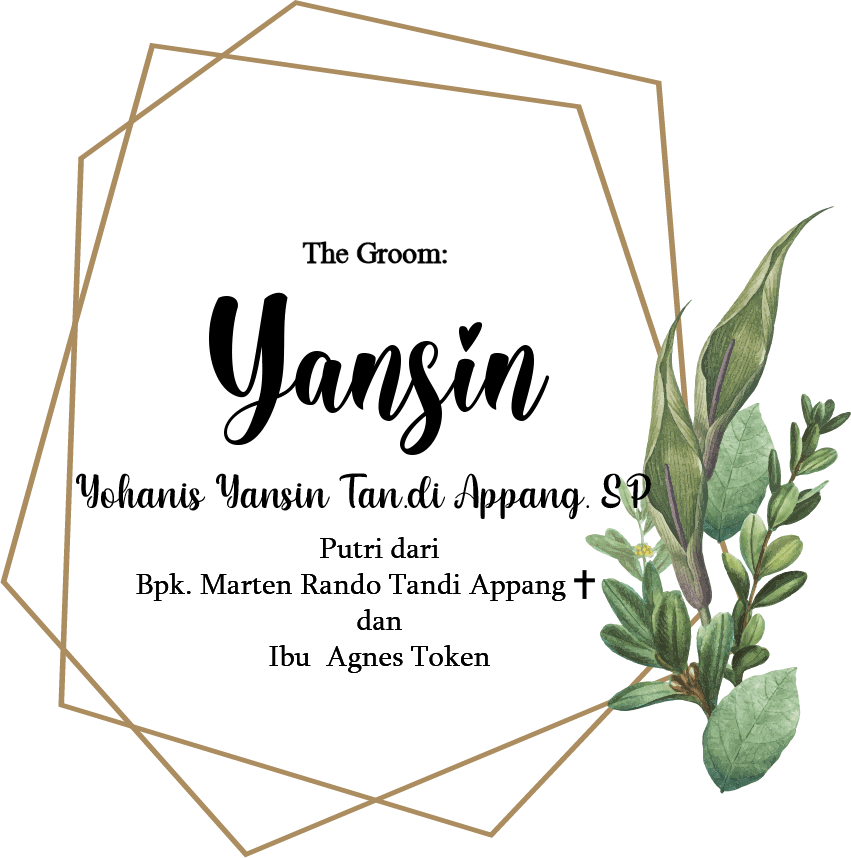 The Groom:
Yansin
Yohanis Yansin Tan.di Appang. SP
Putri dari
Bpk. Marten Rando Tandi Appang ✝
dan
Ibu  Agnes Token